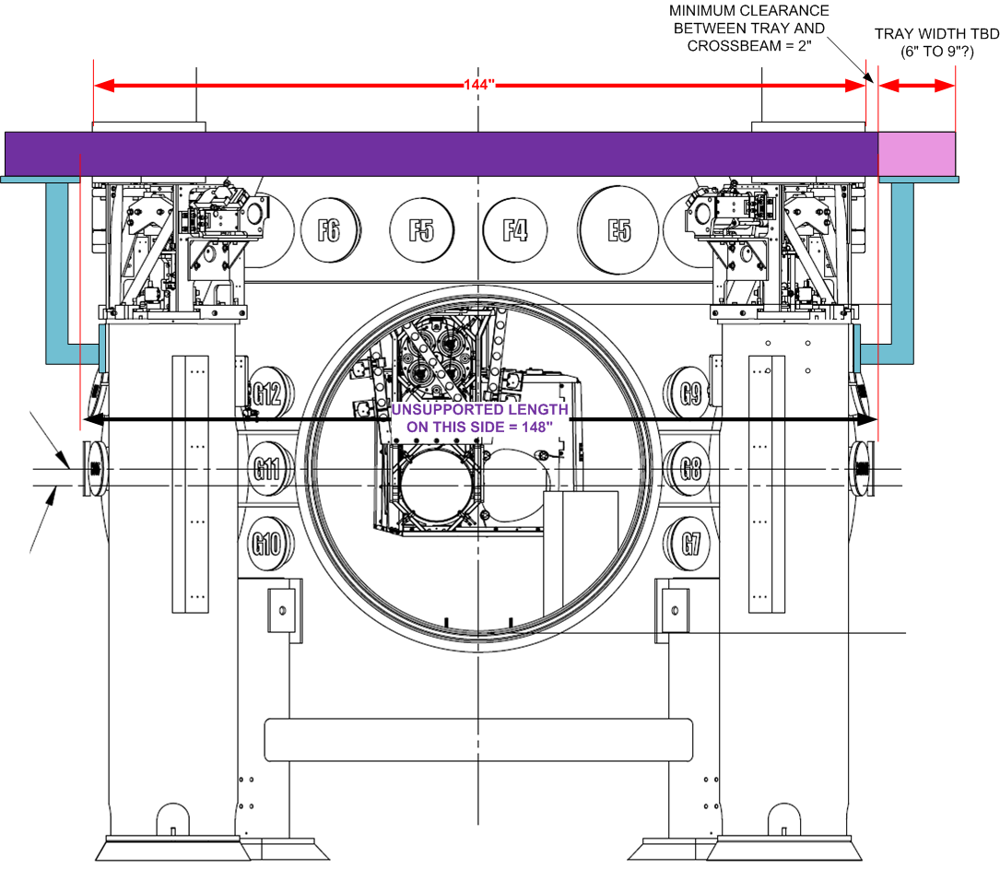 MINIMUM CLEARANCE
BETWEEN TRAY AND
CROSSBEAM = 2"
TRAY WIDTH TBD
(6" TO 9"?)
144"
F6
F5
F4
E5
G12
G9
UNSUPPORTED LENGTH
ON THIS SIDE = 148"
G11
G8
G10
G7